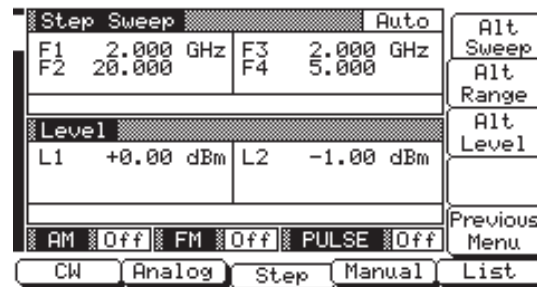 Step Sweep Auto
F1 2.000 GHz F3 2.000 GHz
F2 20.000 F4 5.000
Level
L1 +0.00 dBm L2 -1.00 dBm
AM Off FM Off PULSE Off
Alt
Sweep
Alt
Range
Alt
Level
Previous
Menu
CW Analog Step Manual List